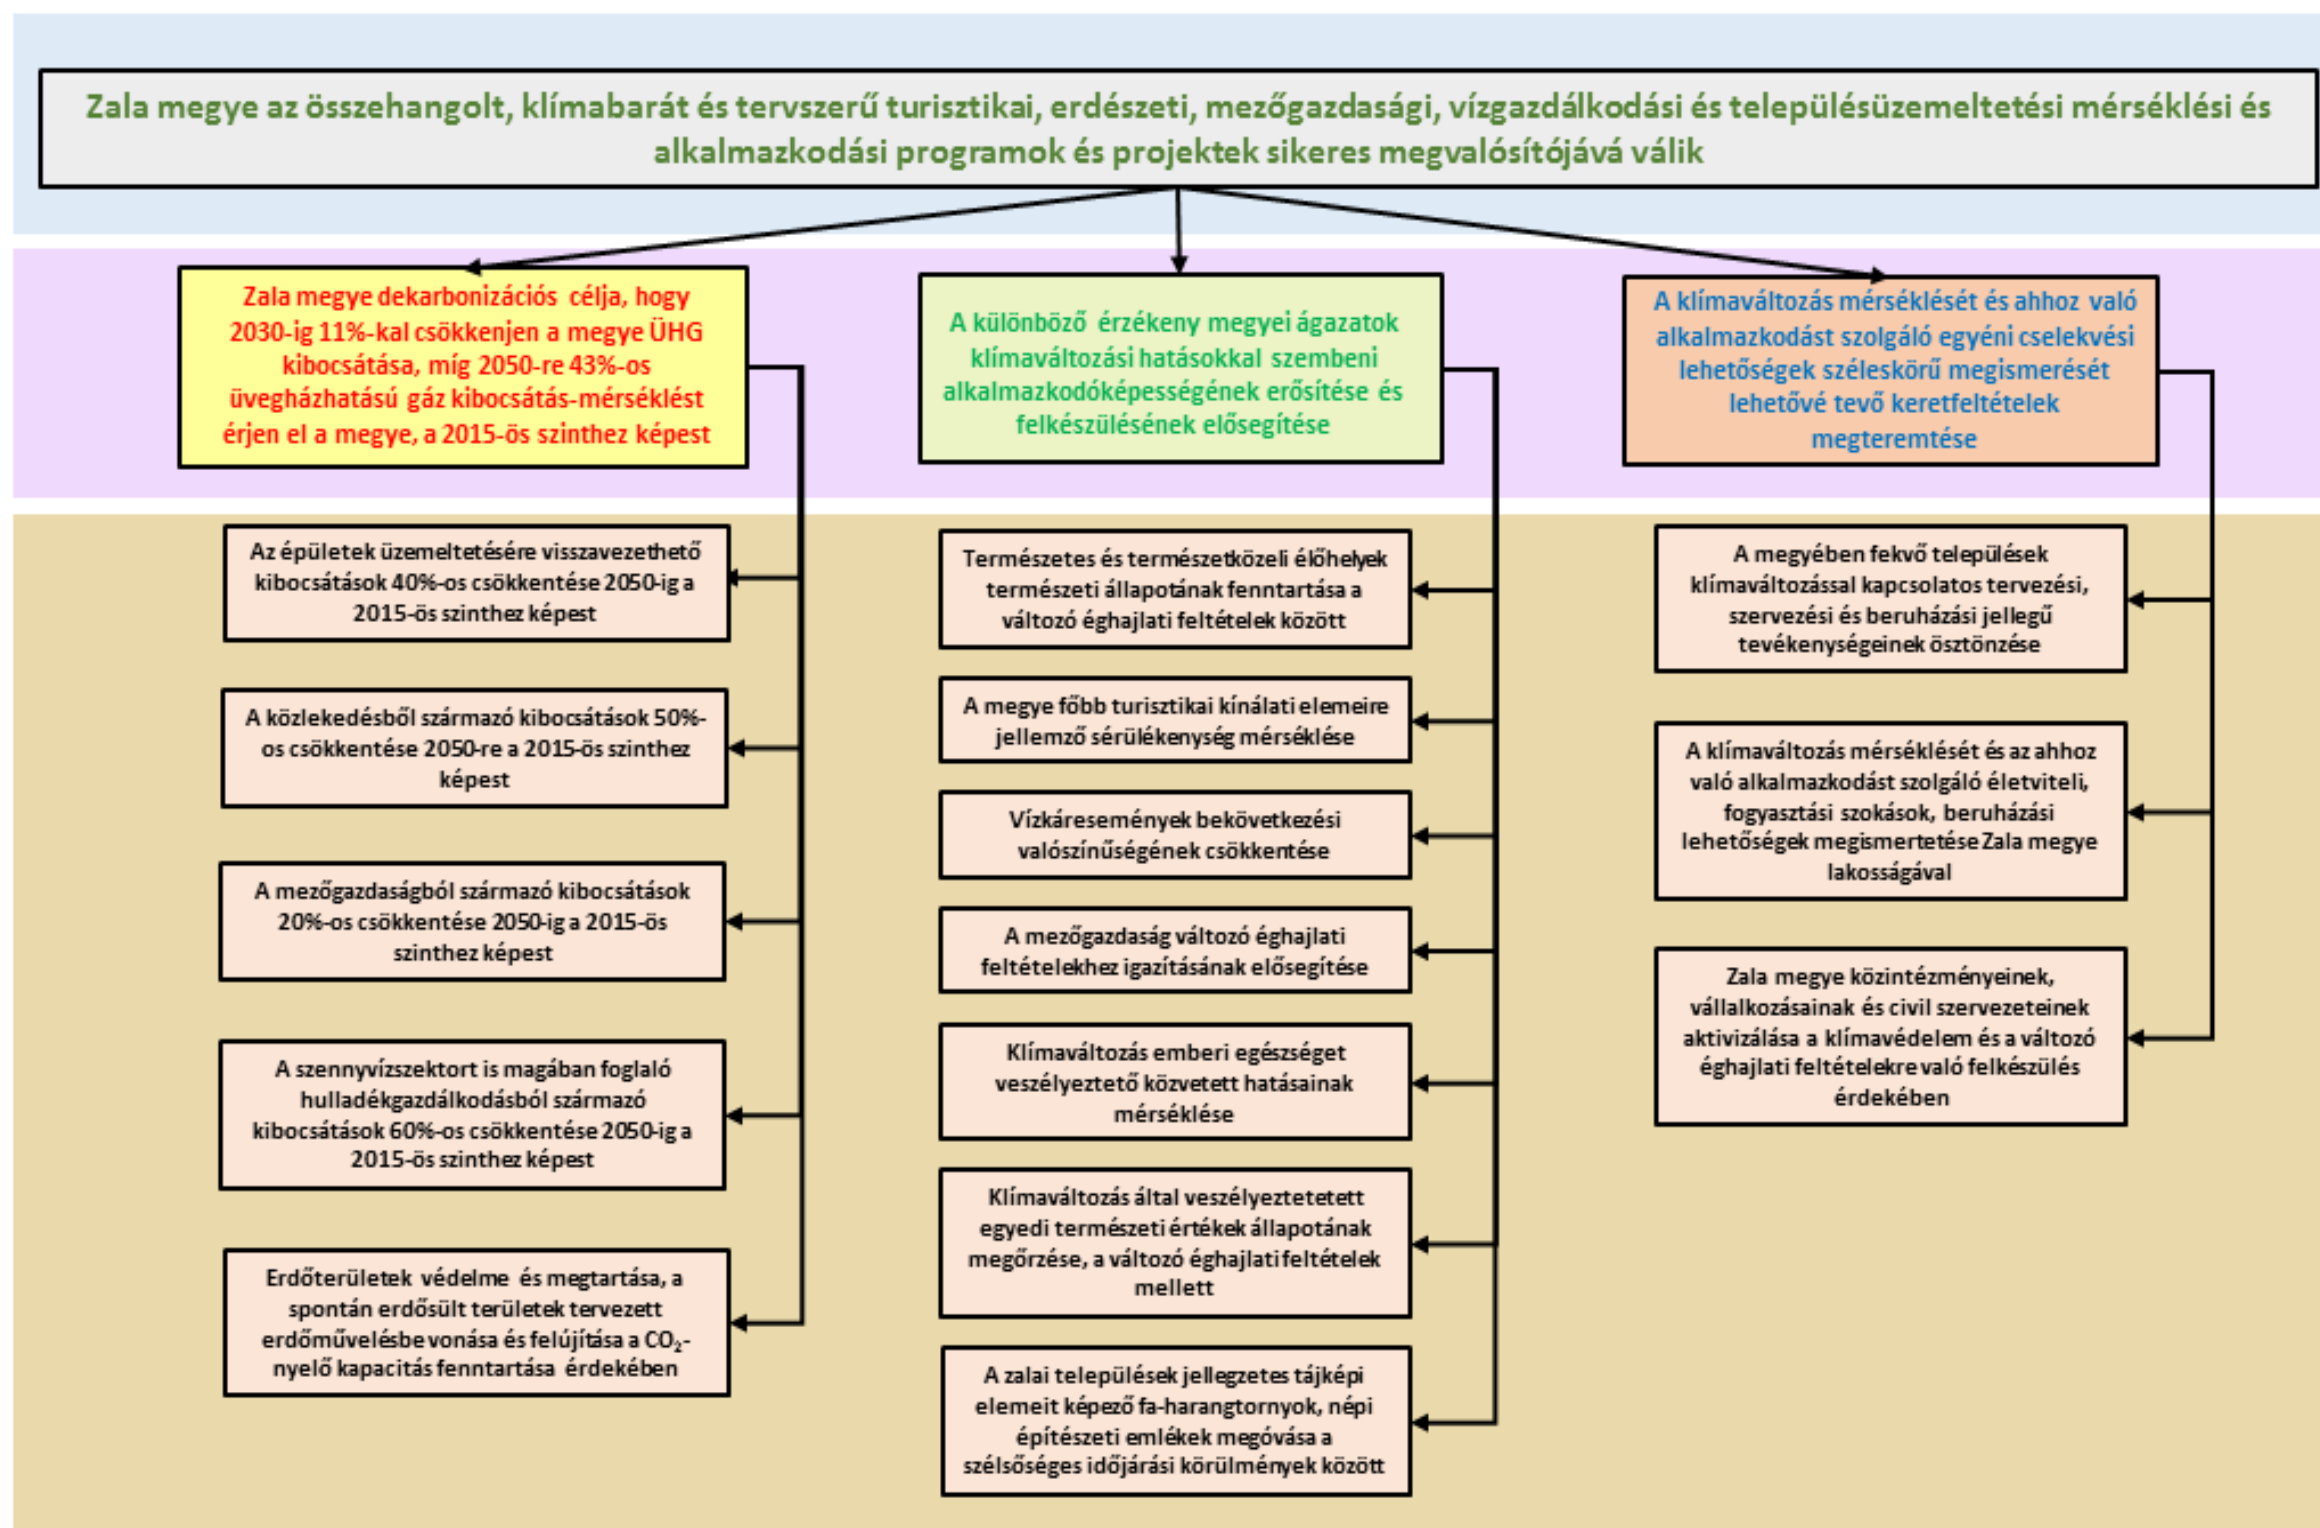 Zala megye az összehangolt, klímabarát és tervszerű turisztikai, erdészeti, mezőgazdasági, vízgazdálkodási és településüzemeltetési mérséklési és
alkalmazkodási programok és projektek sikeres megvalósítójává válik
Zala megye dekarbonizációs célja, hogy
2030-ig 11%-kal csökkenjen a megye ÜHG
kibocsátása, míg 2050-re 43%-os
üvegházhatású gáz kibocsátás-mérséklést
érjen el a megye, a 2015-ös szinthez képest
A különböző érzékeny megyei ágazatok
klímaváltozási hatásokkal szembeni
alkalmazkodóképességének erősítése és
felkészülésének elősegítése
A klímaváltozás mérséklését és ahhoz való
alkalmazkodást szolgáló egyéni cselekvési
lehetőségek széleskörű megismerését
lehetővé tevő keretfeltételek
megteremtése
Az épületek üzemeltetésére visszavezethető
kibocsátások 40%-os csökkentése 2050-ig a
2015-ös szinthez képest
A közlekedésből származó kibocsátások 50%-
os csökkentése 2050-re a 2015-ös szinthez
képest
A mezőgazdaságból származó kibocsátások
20%-os csökkentése 2050-ig a 2015-ös
szinthez képest
A szennyvízszektort is magában foglaló
hulladékgazdálkodásból származó
kibocsátások 60%-os csökkentése 2050-ig a
2015-ös szinthez képest
Erdőterületek védelme és megtartása, a
spontán erdősült területek tervezett
erdőművelésbe vonása és felújítása a CO₂-
nyelő kapacitás fenntartása érdekében
Természetes és természetközeli élőhelyek
természeti állapotának fenntartása a
változó éghajlati feltételek között
A megye főbb turisztikai kínálati elemeire
jellemző sérülékenység mérséklése
Vízkáresemények bekövetkezési
valószínűségének csökkentése
A mezőgazdaság változó éghajlati
feltételekhez igazításának elősegítése
Klímaváltozás emberi egészséget
veszélyeztető közvetett hatásainak
mérséklése
Klímaváltozás által veszélyeztetetett
egyedi természeti értékek állapotának
megőrzése, a változó éghajlati feltételek
mellett
A zalai települések jellegzetes tájképi
elemeit képező fa-harangtornyok, népi
építészeti emlékek megóvása a
szélsőséges időjárási körülmények között
A megyében fekvő települések
klímaváltozással kapcsolatos tervezési,
szervezési és beruházási jellegű
tevékenységeinek ösztönzése
A klímaváltozás mérséklését és az ahhoz
való alkalmazkodást szolgáló életviteli,
fogyasztási szokások, beruházási
lehetőségek megismertetése Zala megye
lakosságával
Zala megye közintézményeinek,
vállalkozásainak és civil szervezeteinek
aktivizálása a klímavédelem és a változó
éghajlati feltételekre való felkészülés
érdekében